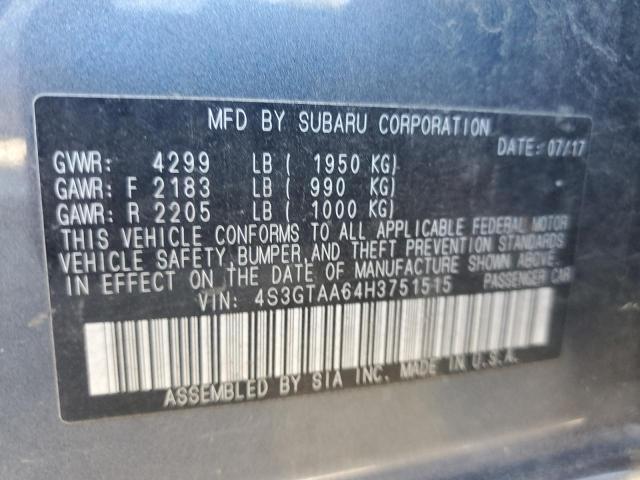 MFD BY SUBARU CORPORATION
DATE: 07/17
GVWR: 4299 LB ( 1950 KG)
GAWR: F 2183 LB ( 990 KG)
GAWR: R 2205 LB ( 1000 KG)
THIS VEHICLE CONFORMS TO ALL APPLICABLE FEDERAL MOTOR
VEHICLE SAFETY, BUMPER, AND THEFT PREVENTION STANDARDS
IN EFFECT ON THE DATE OF MANUFACTURE SHOWN ABOVE.
VIN: 4S3GTAA64H3751515 PASSENGER CAR
ASSEMBLED BY SIA INC. MADE IN U.S.A.